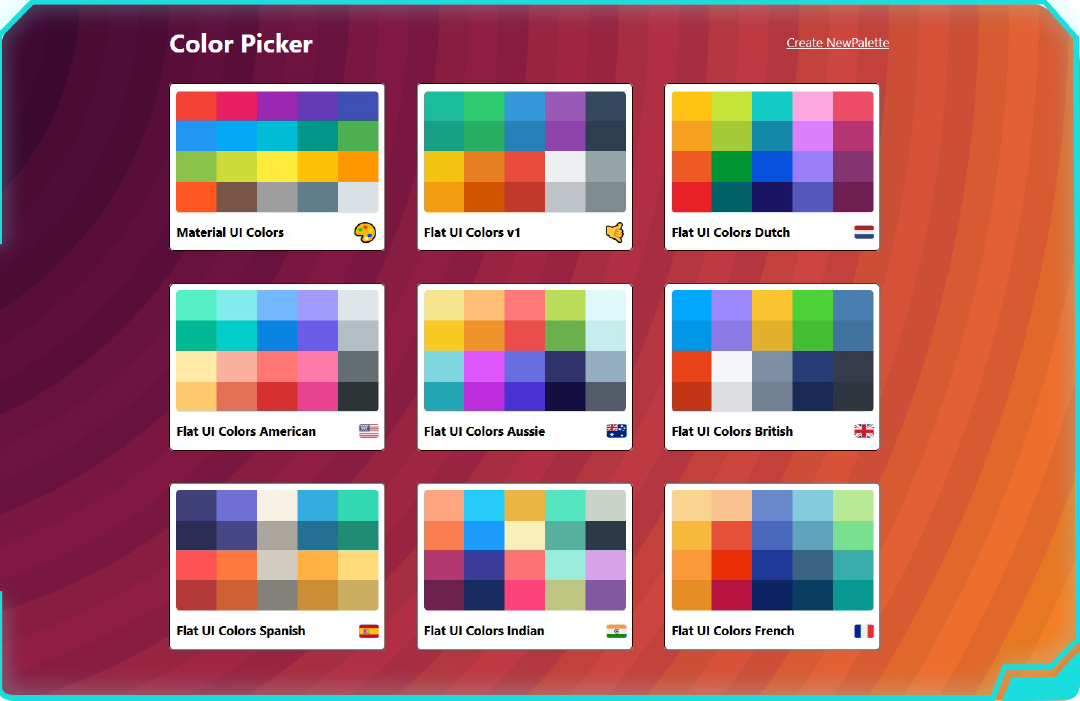 Color Picker
Create NewPalette
Material UI Colors
Flat UI Colors v1
Flat UI Colors Dutch
Flat UI Colors American
Flat UI Colors Aussie
Flat UI Colors British
Flat UI Colors Spanish
Flat UI Colors Indian
Flat UI Colors French